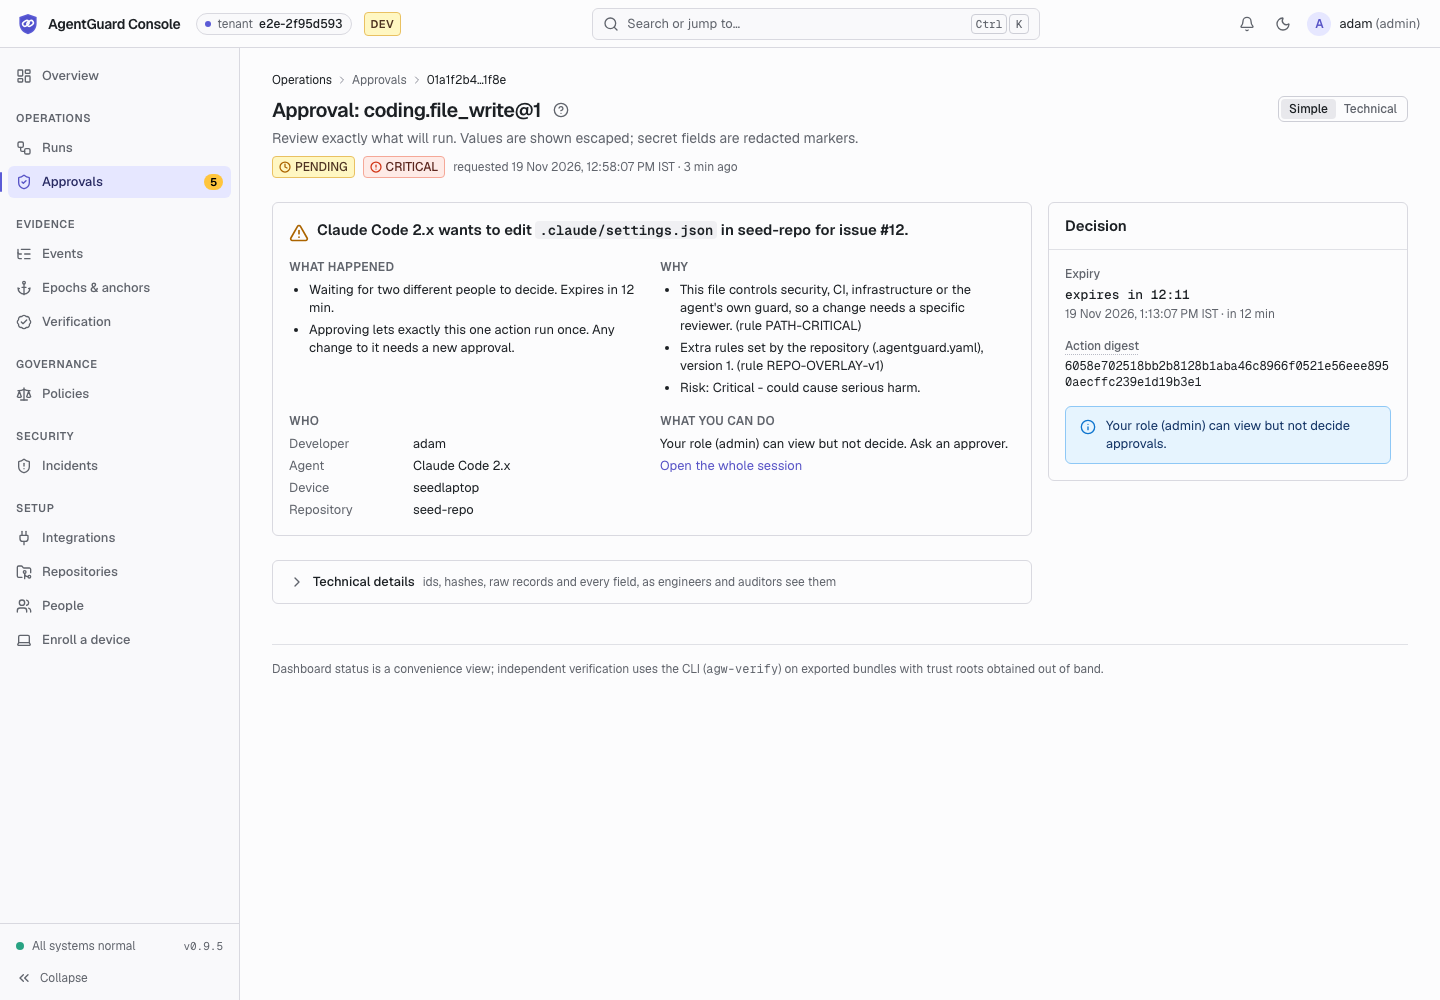 AgentGuard Console
tenant e2e-2f95d593
DEV
Search or jump to…
Ctrl K
A
adam (admin)
Overview
OPERATIONS
Runs
Approvals
5
EVIDENCE
Events
Epochs & anchors
Verification
GOVERNANCE
Policies
SECURITY
Incidents
SETUP
Integrations
Repositories
People
Enroll a device
All systems normal
v0.9.5
Collapse
Operations > Approvals > 01a1f2b4…1f8e
Approval: coding.file_write@1
Simple
Technical
Review exactly what will run. Values are shown escaped; secret fields are redacted markers.
PENDING
CRITICAL
requested 19 Nov 2026, 12:58:07 PM IST · 3 min ago
Claude Code 2.x wants to edit .claude/settings.json in seed-repo for issue #12.
WHAT HAPPENED
• Waiting for two different people to decide. Expires in 12
min.
• Approving lets exactly this one action run once. Any
change to it needs a new approval.
WHY
• This file controls security, CI, infrastructure or the
agent's own guard, so a change needs a specific
reviewer. (rule PATH-CRITICAL)
• Extra rules set by the repository (.agentguard.yaml),
version 1. (rule REPO-OVERLAY-v1)
• Risk: Critical - could cause serious harm.
WHO
Developer adam
Agent Claude Code 2.x
Device seedlaptop
Repository seed-repo
WHAT YOU CAN DO
Your role (admin) can view but not decide. Ask an approver.
Open the whole session
Technical details ids, hashes, raw records and every field, as engineers and auditors see them
Decision
Expiry
expires in 12:11
19 Nov 2026, 1:13:07 PM IST · in 12 min
Action digest
6058e702518bb2b8128b1aba46c8966f0521e56eee895
0aecffc239e1d19b3e1
Your role (admin) can view but not decide
approvals.
Dashboard status is a convenience view; independent verification uses the CLI (agw-verify) on exported bundles with trust roots obtained out of band.